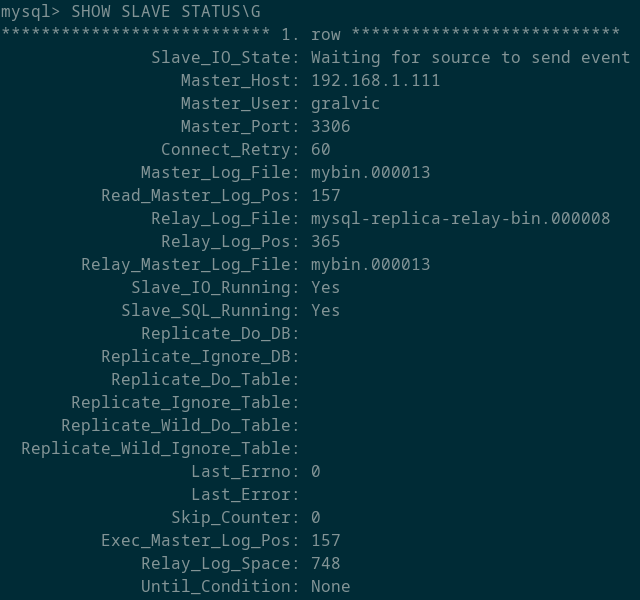 mysql> SHOW SLAVE STATUS\G
*************************** 1. row ***************************
Slave_IO_State: Waiting for source to send event
Master_Host: 192.168.1.111
Master_User: gralvic
Master_Port: 3306
Connect_Retry: 60
Master_Log_File: mybin.000013
Read_Master_Log_Pos: 157
Relay_Log_File: mysql-replica-relay-bin.000008
Relay_Log_Pos: 365
Relay_Master_Log_File: mybin.000013
Slave_IO_Running: Yes
Slave_SQL_Running: Yes
Replicate_Do_DB:
Replicate_Ignore_DB:
Replicate_Do_Table:
Replicate_Ignore_Table:
Replicate_Wild_Do_Table:
Replicate_Wild_Ignore_Table:
Last_Errno: 0
Last_Error:
Skip_Counter: 0
Exec_Master_Log_Pos: 157
Relay_Log_Space: 748
Until_Condition: None